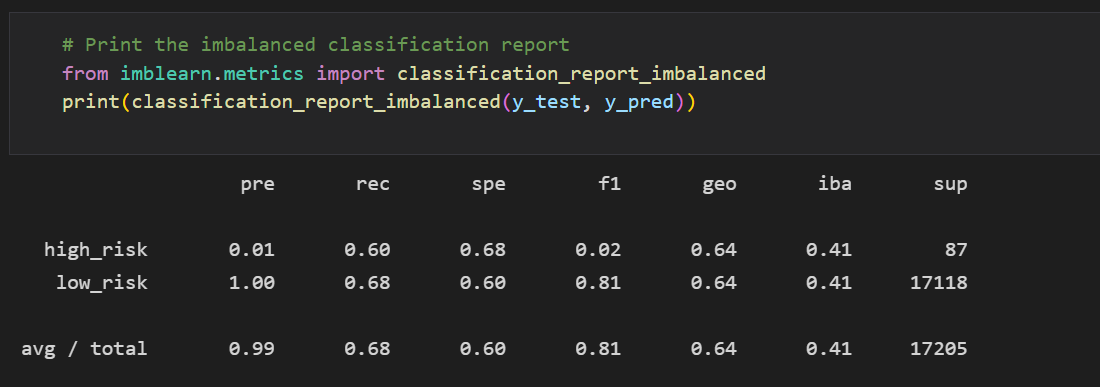 # Print the imbalanced classification report
from imblearn.metrics import classification_report_imbalanced
print(classification_report_imbalanced(y_test, y_pred))
pre rec spe f1 geo iba sup
high_risk 0.01 0.60 0.68 0.02 0.64 0.41 87
low_risk 1.00 0.68 0.60 0.81 0.64 0.41 17118
avg / total 0.99 0.68 0.60 0.81 0.64 0.41 17205